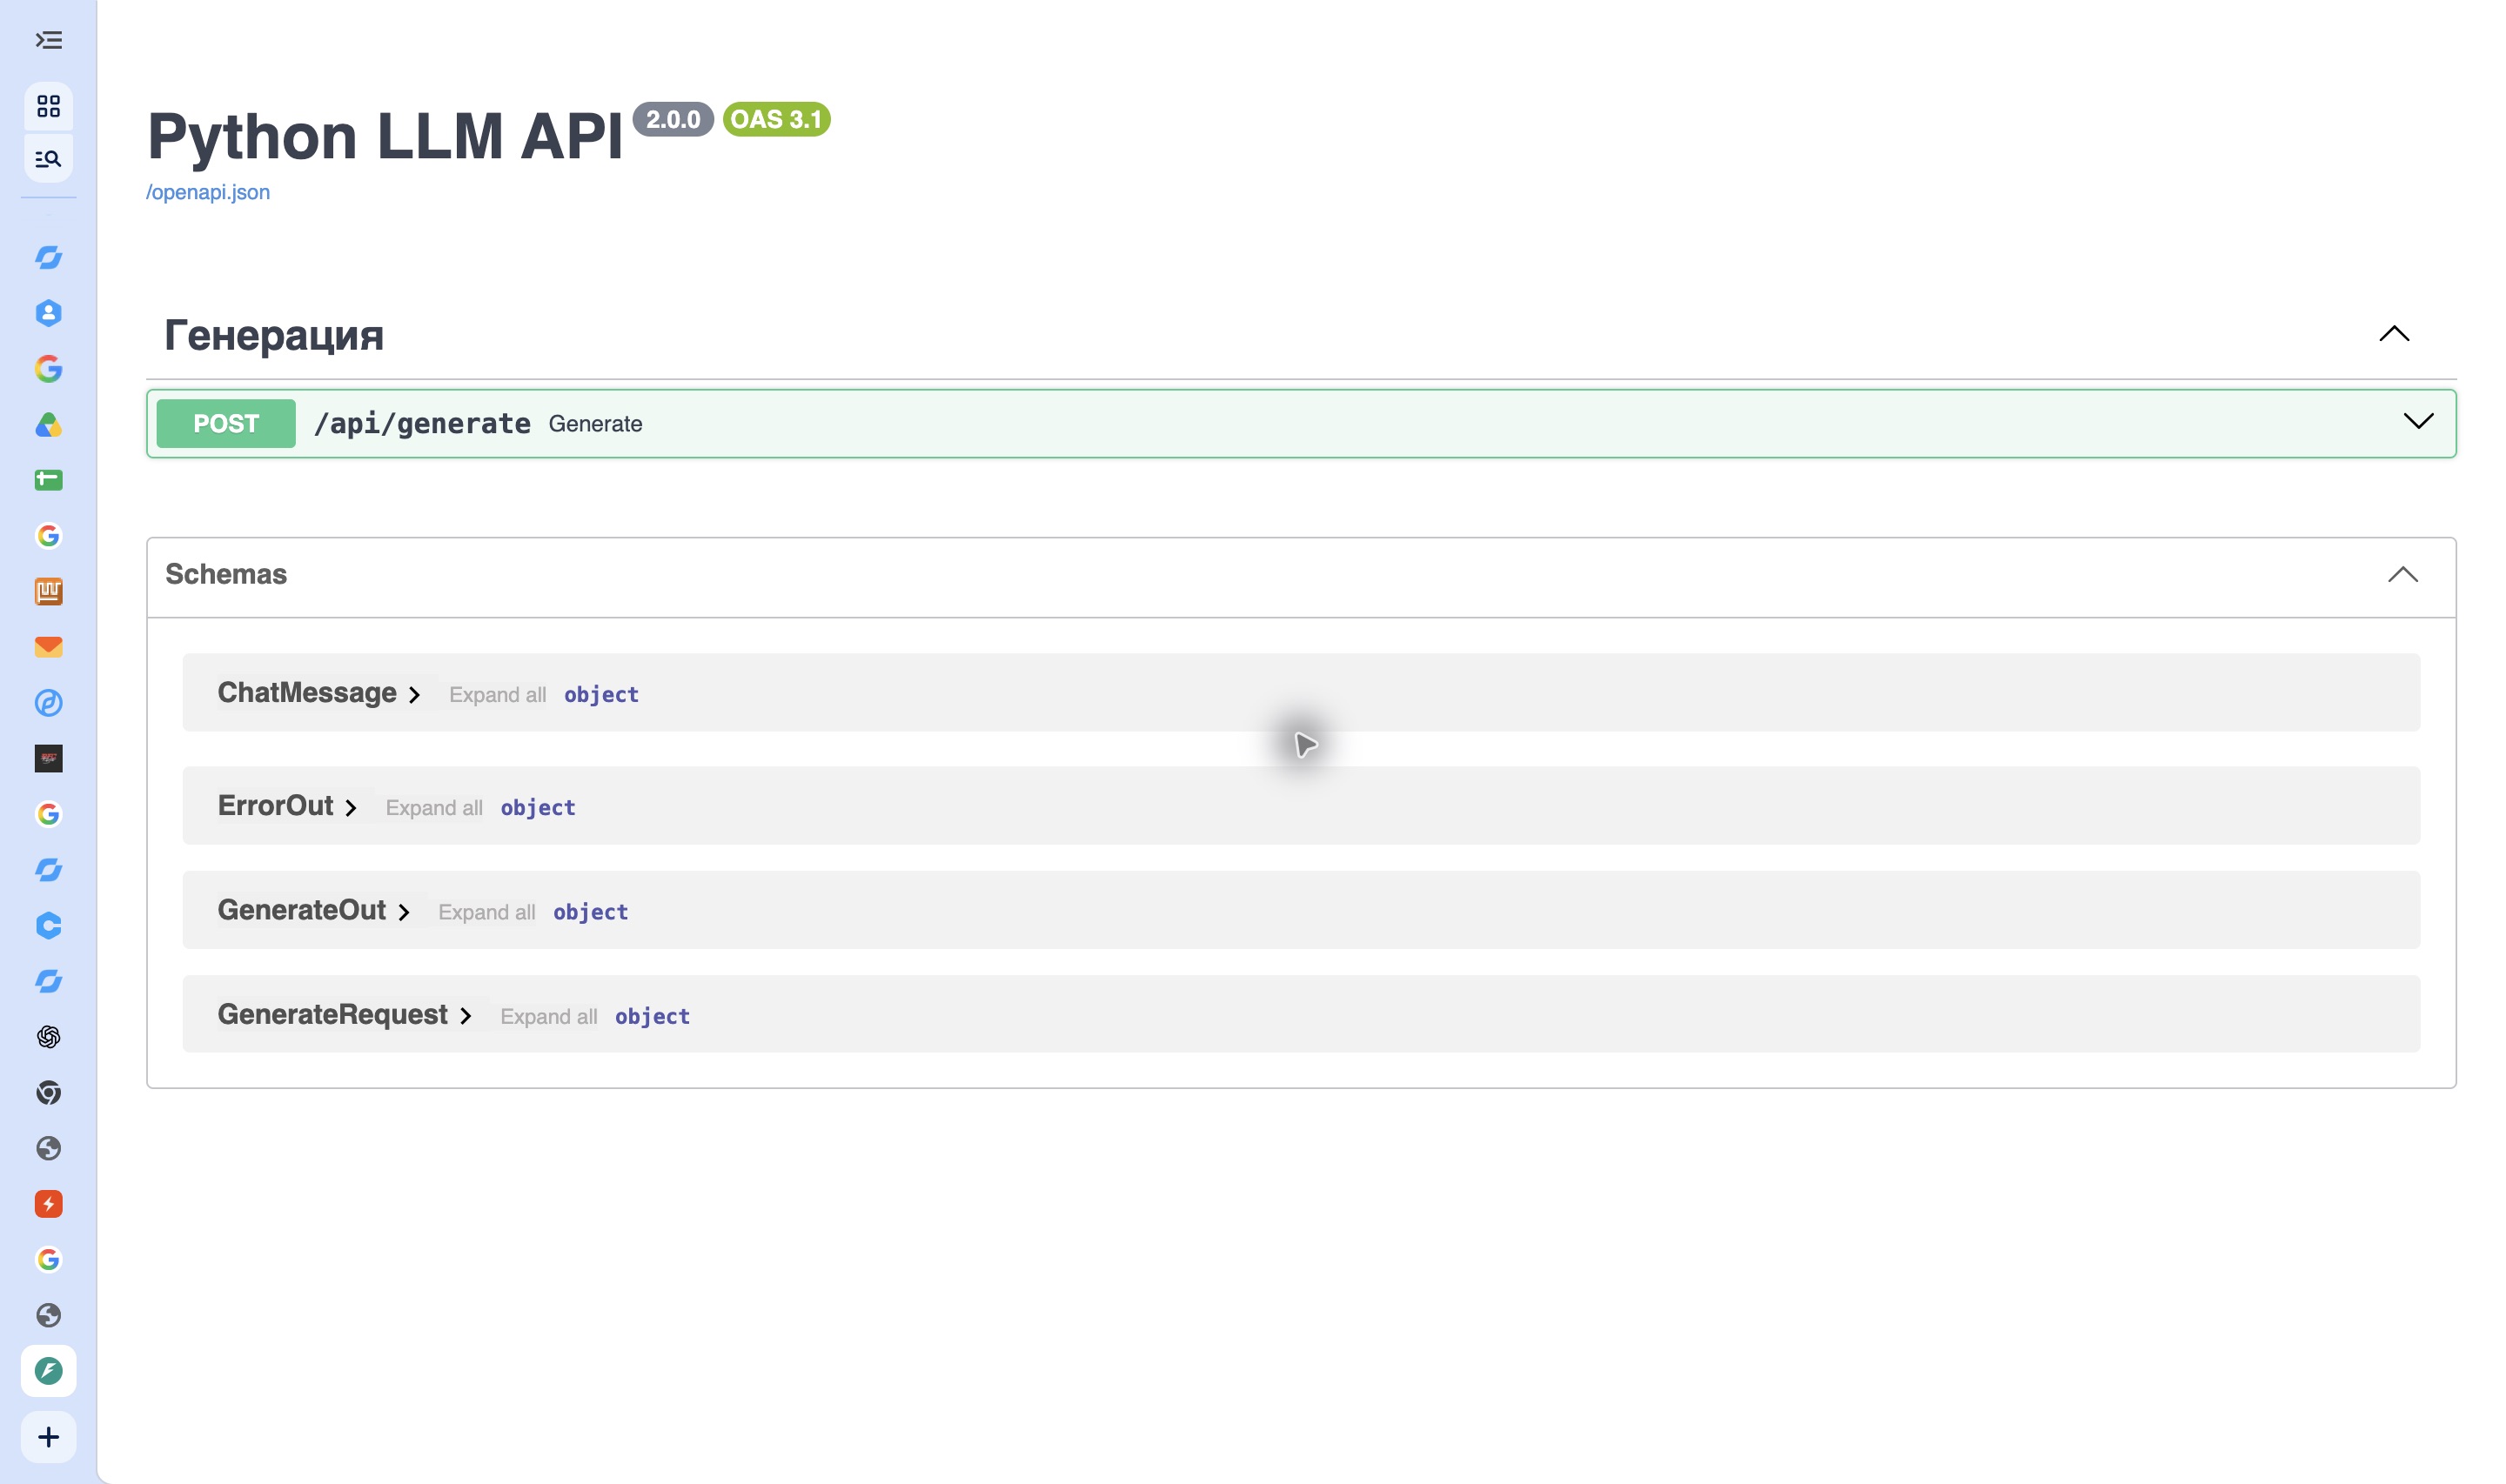 Python LLM API 2.0.0 OAS 3.1
/openapi.json
Генерация
POST /api/generate Generate
Schemas
ChatMessage Expand all object
ErrorOut Expand all object
GenerateOut Expand all object
GenerateRequest Expand all object